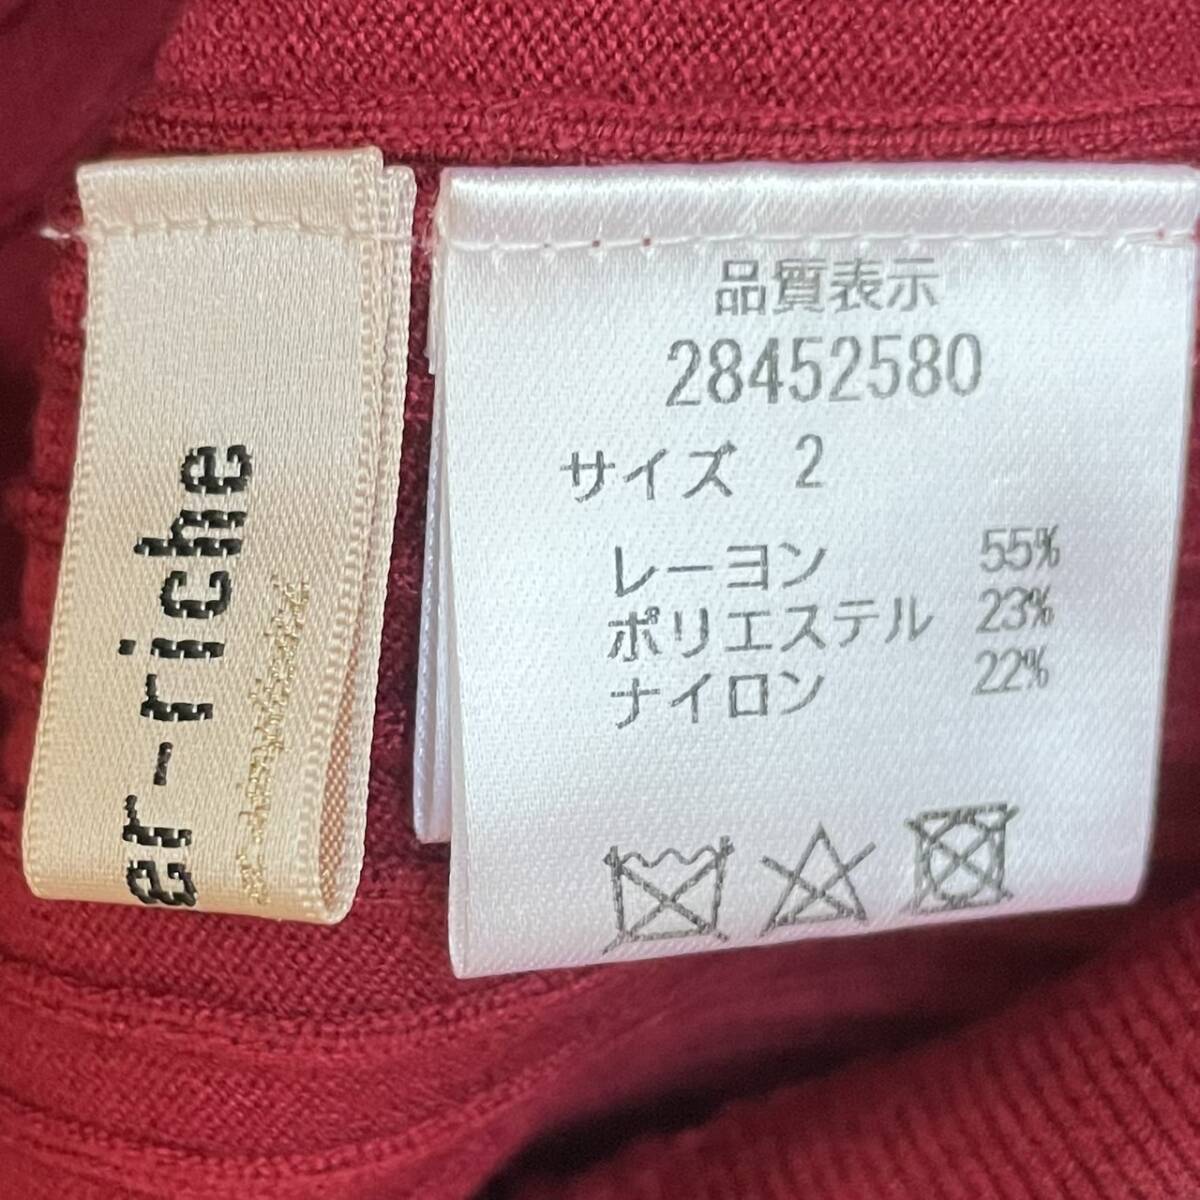 er-riche
品質表示
28452580
サイズ 2
レーヨン 55%
ポリエステル 23%
ナイロン 22%